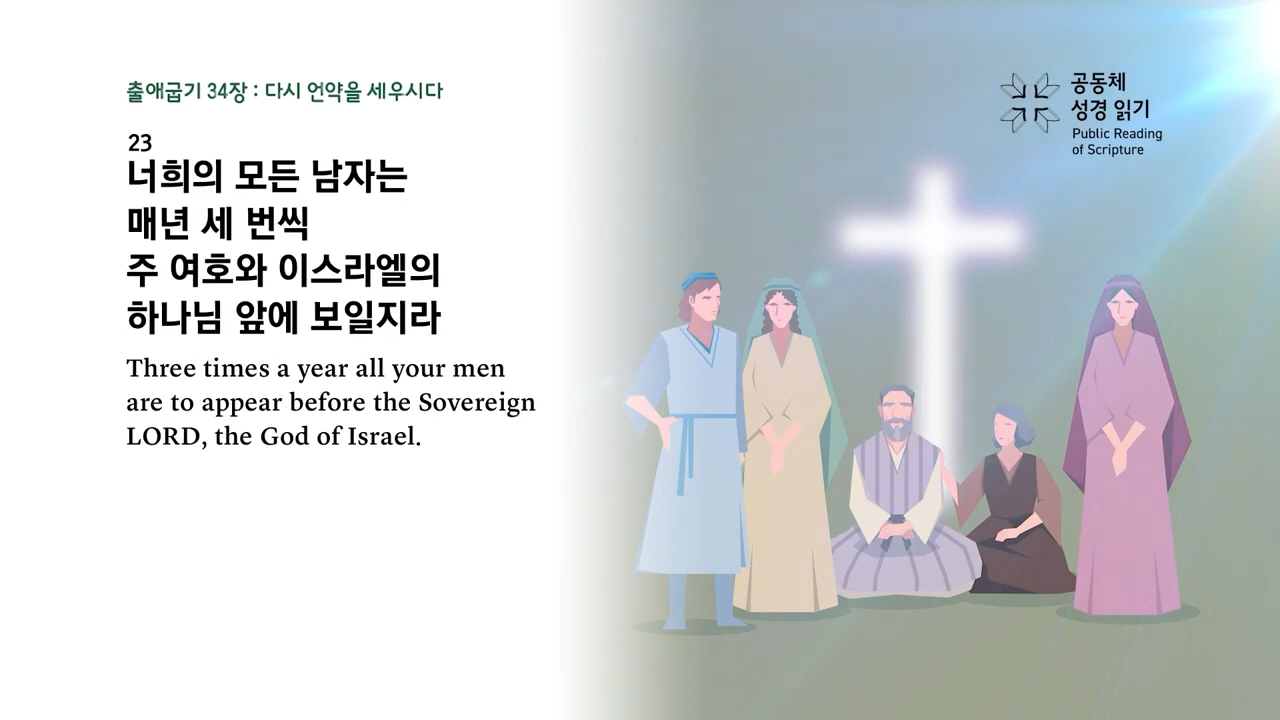 출애굽기 34장 : 다시 언약을 세우시다
23
너희의 모든 남자는
매년 세 번씩
주 여호와 이스라엘의
하나님 앞에 보일지라
Three times a year all your men
are to appear before the Sovereign
LORD, the God of Israel.
공동체
성경 읽기
Public Reading
of Scripture